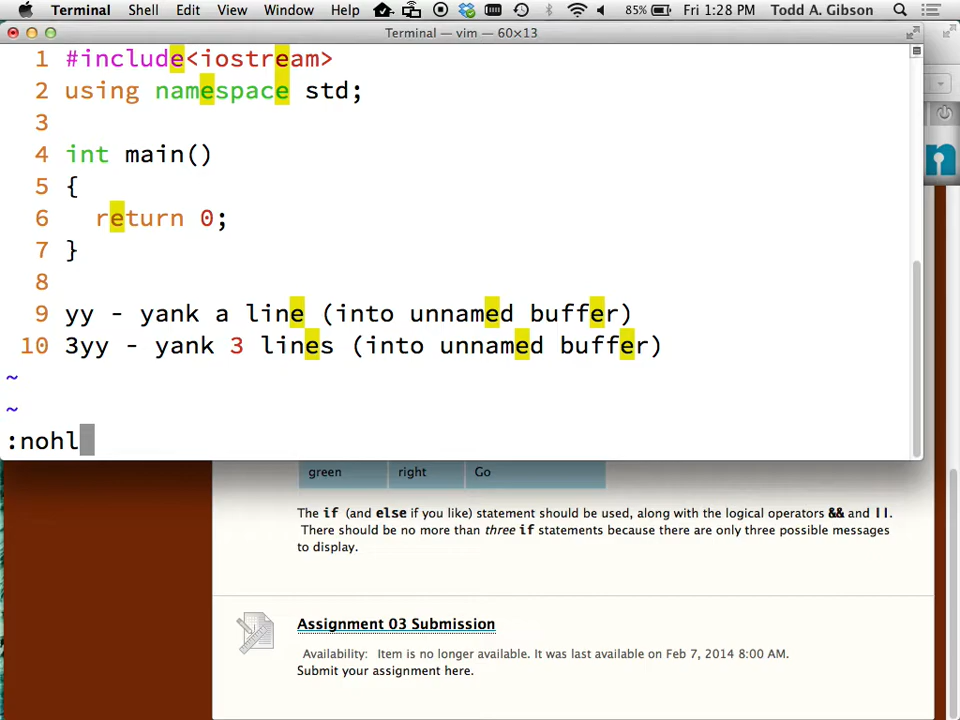 Terminal Shell Edit View Window Help 85% Fri 1:28 PM Todd A. Gibson
Terminal — vim — 60×13
1 #include<iostream>
2 using namespace std;
3
4 int main()
5 {
6 return 0;
7 }
8
9 yy - yank a line (into unnamed buffer)
10 3yy - yank 3 lines (into unnamed buffer)
~
~
:nohl
green right Go
The if (and else if you like) statement should be used, along with the logical operators && and ||.
There should be no more than three if statements because there are only three possible messages
to display.
Assignment 03 Submission
Availability: Item is no longer available. It was last available on Feb 7, 2014 8:00 AM.
Submit your assignment here.